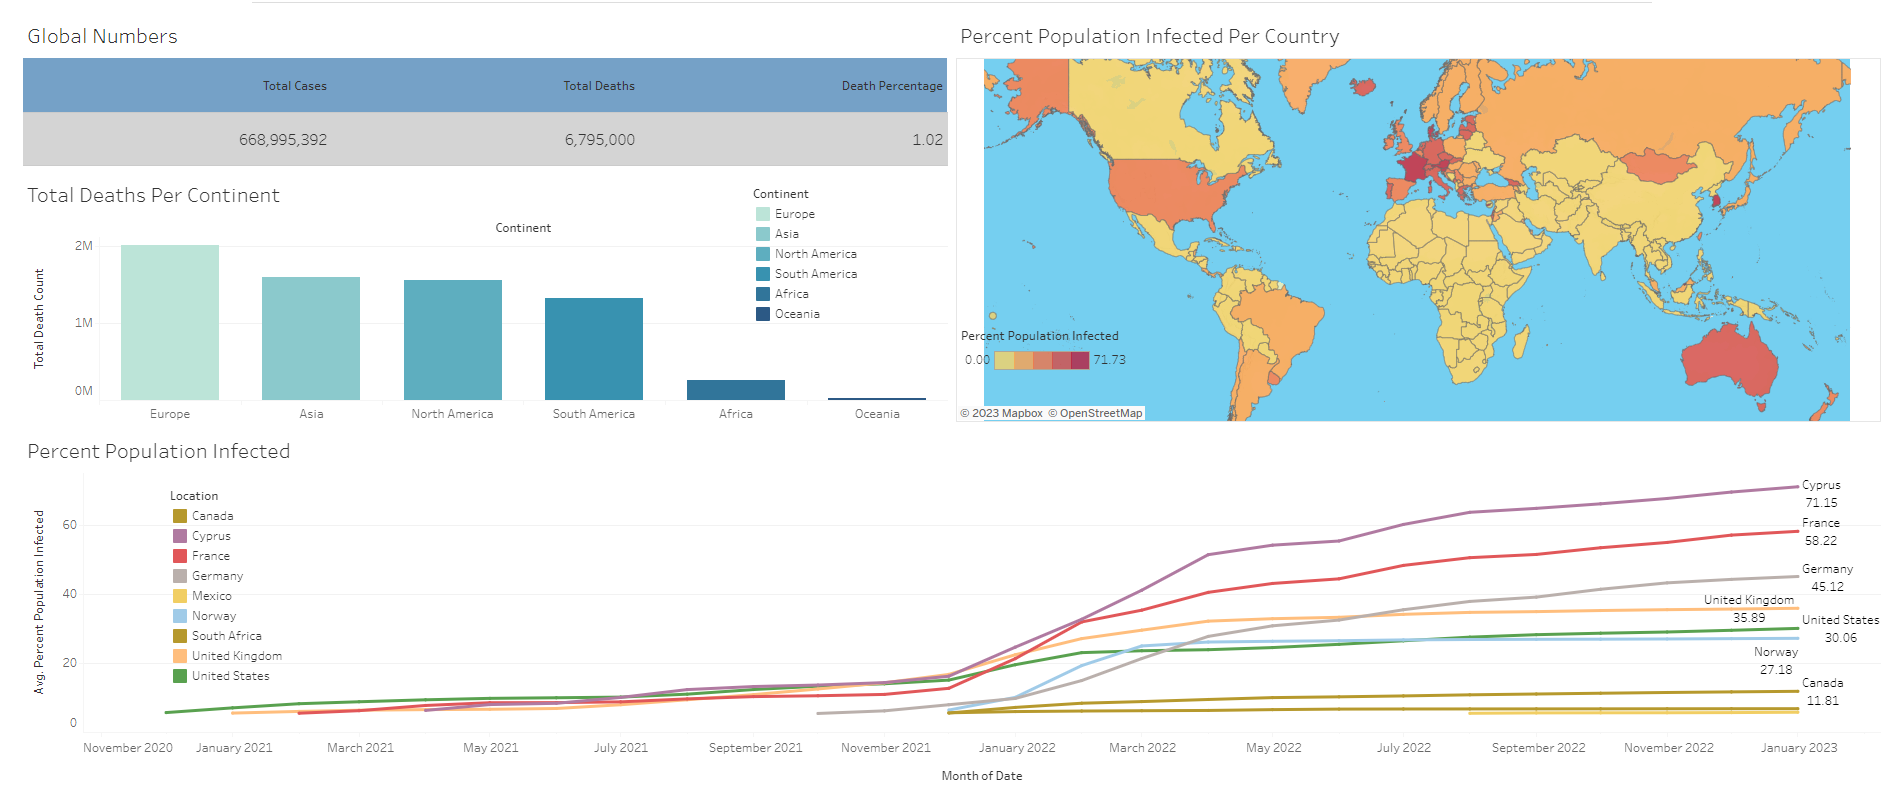 Global Numbers
Total Cases Total Deaths Death Percentage
668,995,392 6,795,000 1.02
Total Deaths Per Continent
Continent
Total Death Count
2M
1M
0M
Europe Asia North America South America Africa Oceania
Continent
Europe
Asia
North America
South America
Africa
Oceania
Percent Population Infected Per Country
Percent Population Infected
0.00 71.73
© 2023 Mapbox © OpenStreetMap
Percent Population Infected
Avg. Percent Population Infected
60
40
20
0
Location
Canada
Cyprus
France
Germany
Mexico
Norway
South Africa
United Kingdom
United States
Cyprus
71.15
France
58.22
Germany
45.12
United Kingdom
35.89
United States
30.06
Norway
27.18
Canada
11.81
November 2020 January 2021 March 2021 May 2021 July 2021 September 2021 November 2021 January 2022 March 2022 May 2022 July 2022 September 2022 November 2022 January 2023
Month of Date